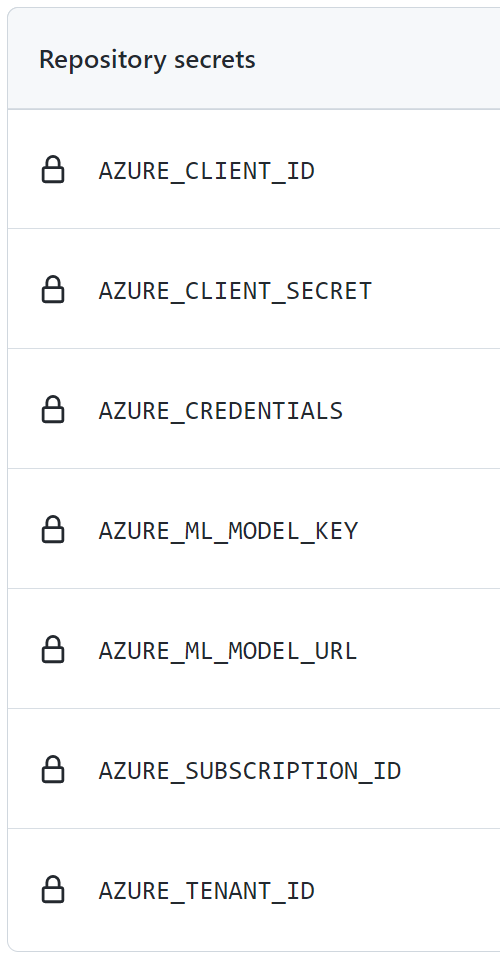 Repository secrets
AZURE_CLIENT_ID
AZURE_CLIENT_SECRET
AZURE_CREDENTIALS
AZURE_ML_MODEL_KEY
AZURE_ML_MODEL_URL
AZURE_SUBSCRIPTION_ID
AZURE_TENANT_ID